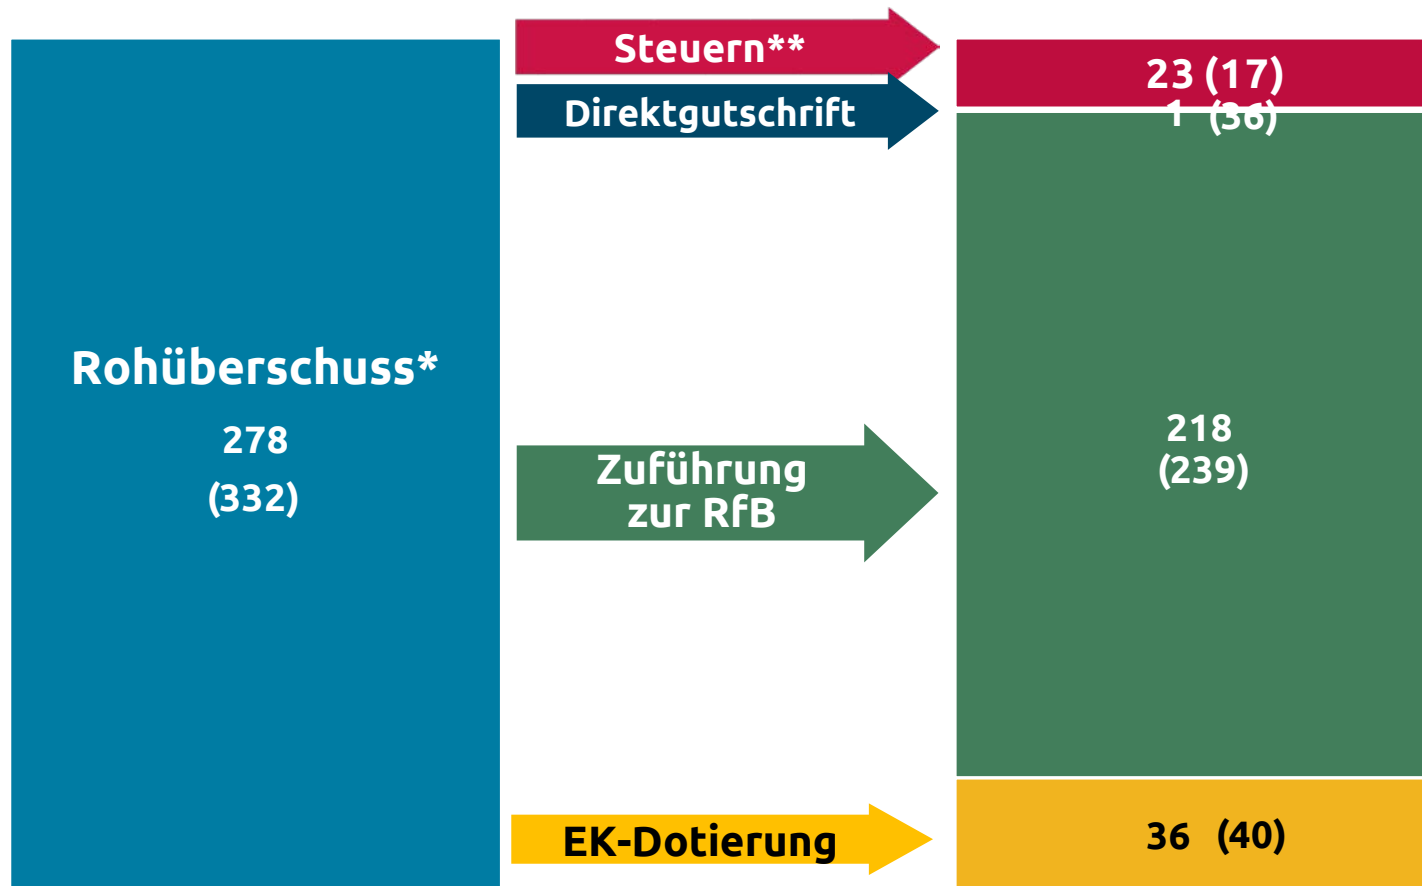 Rohüberschuss*
278
(332)
Steuern**
Direktgutschrift
Zuführung
zur RfB
EK-Dotierung
23 (17)
1 (36)
218
(239)
36 (40)